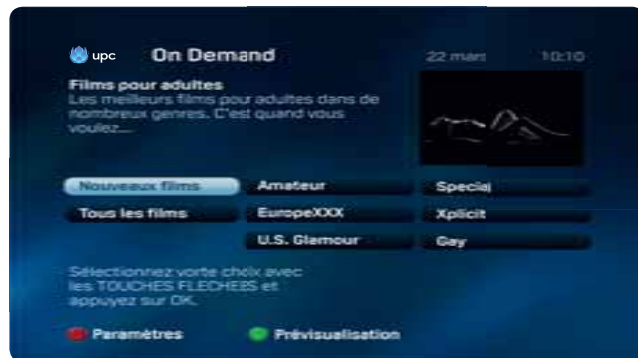 upc On Demand 22 mars 10:10
Films pour adultes
Les meilleurs films pour adultes dans de
nombreux genres. C'est quand vous
voulez...
Nouveaux films Amateur Special
Tous les films EuropeXXX Xplicit
U.S. Glamour Gay
Sélectionnez vorte choix avec
les TOUCHES FLECHEES et
appuyez sur OK.
Paramètres Prévisualisation